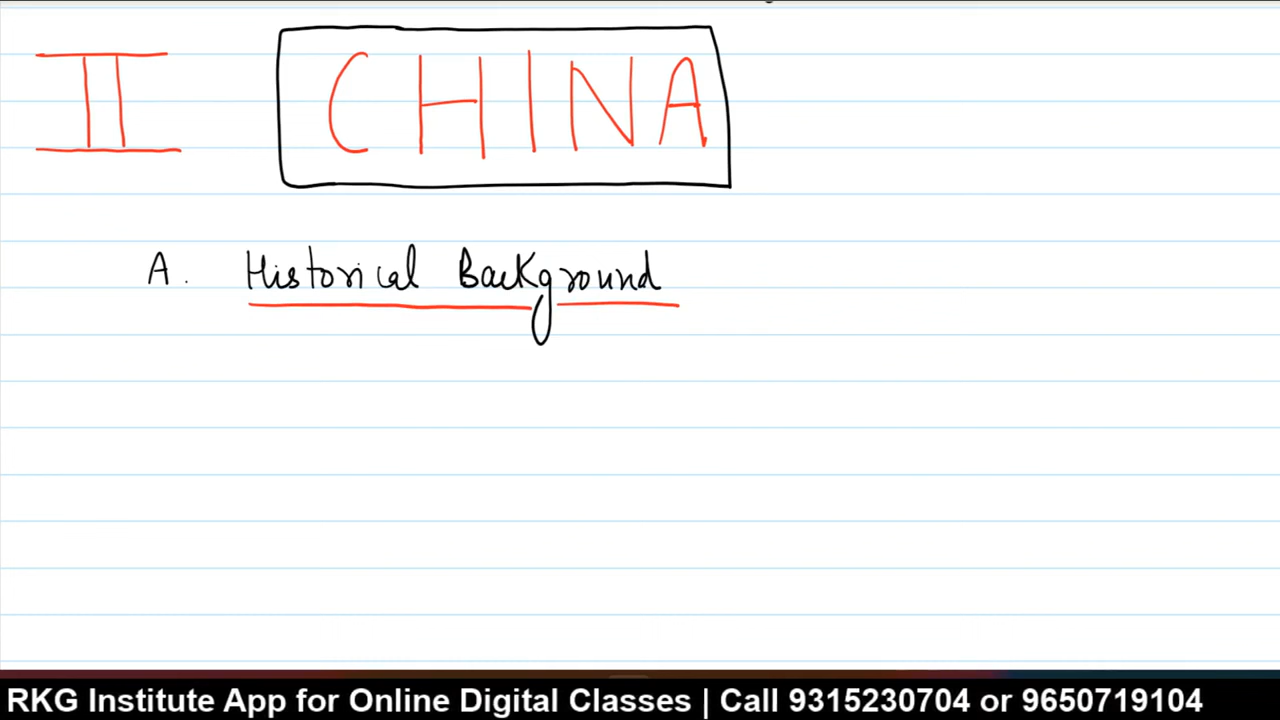 II CHINA
A. Historical Background
RKG Institute App for Online Digital Classes | Call 9315230704 or 9650719104